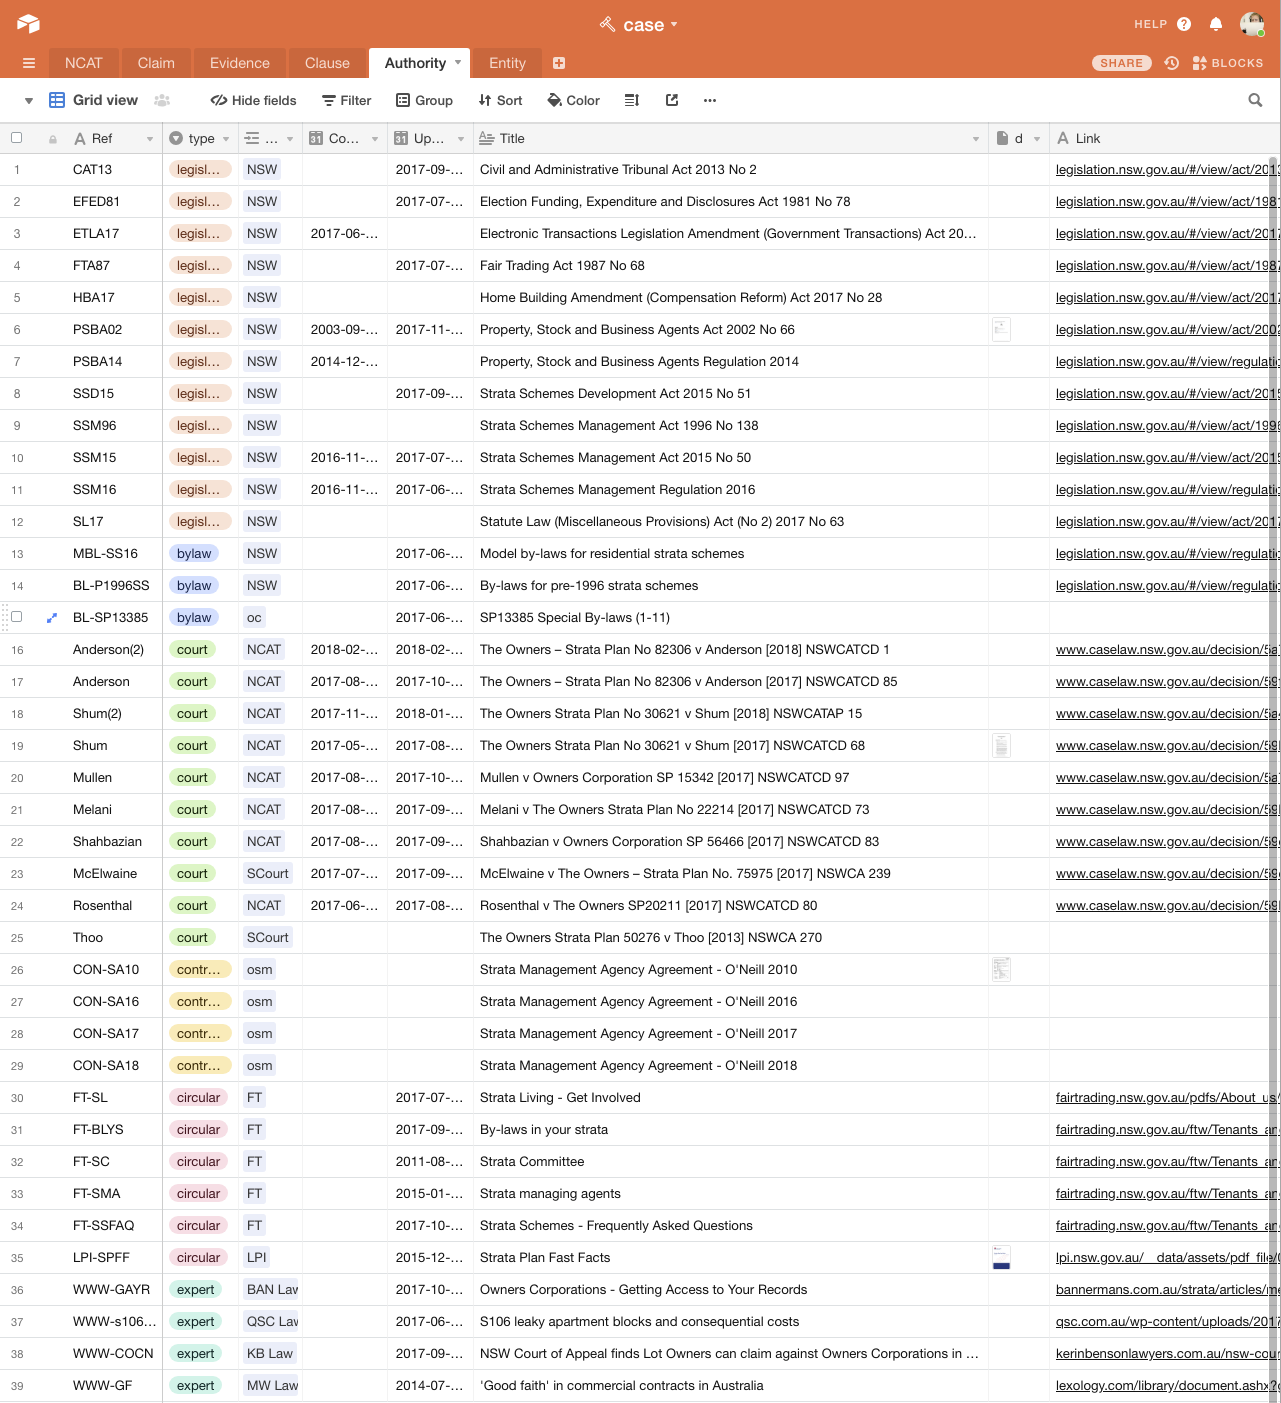 case
HELP
NCAT Claim Evidence Clause Authority Entity
SHARE BLOCKS
Grid view Hide fields Filter Group Sort Color ...
Ref type ... Co... Up... Title d Link
1 CAT13 legisl... NSW 2017-09-... Civil and Administrative Tribunal Act 2013 No 2 legislation.nsw.gov.au/#/view/act/2013
2 EFED81 legisl... NSW 2017-07-... Election Funding, Expenditure and Disclosures Act 1981 No 78 legislation.nsw.gov.au/#/view/act/1981
3 ETLA17 legisl... NSW 2017-06-... Electronic Transactions Legislation Amendment (Government Transactions) Act 20... legislation.nsw.gov.au/#/view/act/2017
4 FTA87 legisl... NSW 2017-07-... Fair Trading Act 1987 No 68 legislation.nsw.gov.au/#/view/act/1987
5 HBA17 legisl... NSW Home Building Amendment (Compensation Reform) Act 2017 No 28 legislation.nsw.gov.au/#/view/act/2017
6 PSBA02 legisl... NSW 2003-09-... 2017-11-... Property, Stock and Business Agents Act 2002 No 66 legislation.nsw.gov.au/#/view/act/2002
7 PSBA14 legisl... NSW 2014-12-... Property, Stock and Business Agents Regulation 2014 legislation.nsw.gov.au/#/view/regulatio
8 SSD15 legisl... NSW 2017-09-... Strata Schemes Development Act 2015 No 51 legislation.nsw.gov.au/#/view/act/2015
9 SSM96 legisl... NSW Strata Schemes Management Act 1996 No 138 legislation.nsw.gov.au/#/view/act/1996
10 SSM15 legisl... NSW 2016-11-... 2017-07-... Strata Schemes Management Act 2015 No 50 legislation.nsw.gov.au/#/view/act/2015
11 SSM16 legisl... NSW 2016-11-... 2017-06-... Strata Schemes Management Regulation 2016 legislation.nsw.gov.au/#/view/regulatio
12 SL17 legisl... NSW Statute Law (Miscellaneous Provisions) Act (No 2) 2017 No 63 legislation.nsw.gov.au/#/view/act/2017
13 MBL-SS16 bylaw NSW 2017-06-... Model by-laws for residential strata schemes legislation.nsw.gov.au/#/view/regulatio
14 BL-P1996SS bylaw NSW 2017-06-... By-laws for pre-1996 strata schemes legislation.nsw.gov.au/#/view/regulatio
BL-SP13385 bylaw oc 2017-06-... SP13385 Special By-laws (1-11)
16 Anderson(2) court NCAT 2018-02-... 2018-02-... The Owners – Strata Plan No 82306 v Anderson [2018] NSWCATCD 1 www.caselaw.nsw.gov.au/decision/5a
17 Anderson court NCAT 2017-08-... 2017-10-... The Owners – Strata Plan No 82306 v Anderson [2017] NSWCATCD 85 www.caselaw.nsw.gov.au/decision/59
18 Shum(2) court NCAT 2017-11-... 2018-01-... The Owners Strata Plan No 30621 v Shum [2018] NSWCATAP 15 www.caselaw.nsw.gov.au/decision/5a
19 Shum court NCAT 2017-05-... 2017-08-... The Owners Strata Plan No 30621 v Shum [2017] NSWCATCD 68 www.caselaw.nsw.gov.au/decision/59
20 Mullen court NCAT 2017-08-... 2017-10-... Mullen v Owners Corporation SP 15342 [2017] NSWCATCD 97 www.caselaw.nsw.gov.au/decision/5a
21 Melani court NCAT 2017-08-... 2017-09-... Melani v The Owners Strata Plan No 22214 [2017] NSWCATCD 73 www.caselaw.nsw.gov.au/decision/59
22 Shahbazian court NCAT 2017-08-... 2017-09-... Shahbazian v Owners Corporation SP 56466 [2017] NSWCATCD 83 www.caselaw.nsw.gov.au/decision/59
23 McElwaine court SCourt 2017-07-... 2017-09-... McElwaine v The Owners – Strata Plan No. 75975 [2017] NSWCA 239 www.caselaw.nsw.gov.au/decision/59
24 Rosenthal court NCAT 2017-06-... 2017-08-... Rosenthal v The Owners SP20211 [2017] NSWCATCD 80 www.caselaw.nsw.gov.au/decision/59
25 Thoo court SCourt The Owners Strata Plan 50276 v Thoo [2013] NSWCA 270
26 CON-SA10 contr... osm Strata Management Agency Agreement - O'Neill 2010
27 CON-SA16 contr... osm Strata Management Agency Agreement - O'Neill 2016
28 CON-SA17 contr... osm Strata Management Agency Agreement - O'Neill 2017
29 CON-SA18 contr... osm Strata Management Agency Agreement - O'Neill 2018
30 FT-SL circular FT 2017-07-... Strata Living - Get Involved fairtrading.nsw.gov.au/pdfs/About_us/
31 FT-BLYS circular FT 2017-09-... By-laws in your strata fairtrading.nsw.gov.au/ftw/Tenants_an
32 FT-SC circular FT 2011-08-... Strata Committee fairtrading.nsw.gov.au/ftw/Tenants_an
33 FT-SMA circular FT 2015-01-... Strata managing agents fairtrading.nsw.gov.au/ftw/Tenants_an
34 FT-SSFAQ circular FT 2017-10-... Strata Schemes - Frequently Asked Questions fairtrading.nsw.gov.au/ftw/Tenants_an
35 LPI-SPFF circular LPI 2015-12-... Strata Plan Fast Facts lpi.nsw.gov.au/__data/assets/pdf_file/
36 WWW-GAYR expert BAN Law 2017-10-... Owners Corporations - Getting Access to Your Records bannermans.com.au/strata/articles/me
37 WWW-s106... expert QSC Law 2017-06-... S106 leaky apartment blocks and consequential costs qsc.com.au/wp-content/uploads/2017
38 WWW-COCN expert KB Law 2017-09-... NSW Court of Appeal finds Lot Owners can claim against Owners Corporations in ... kerinbensonlawyers.com.au/nsw-cou
39 WWW-GF expert MW Law 2014-07-... 'Good faith' in commercial contracts in Australia lexology.com/library/document.ashx?